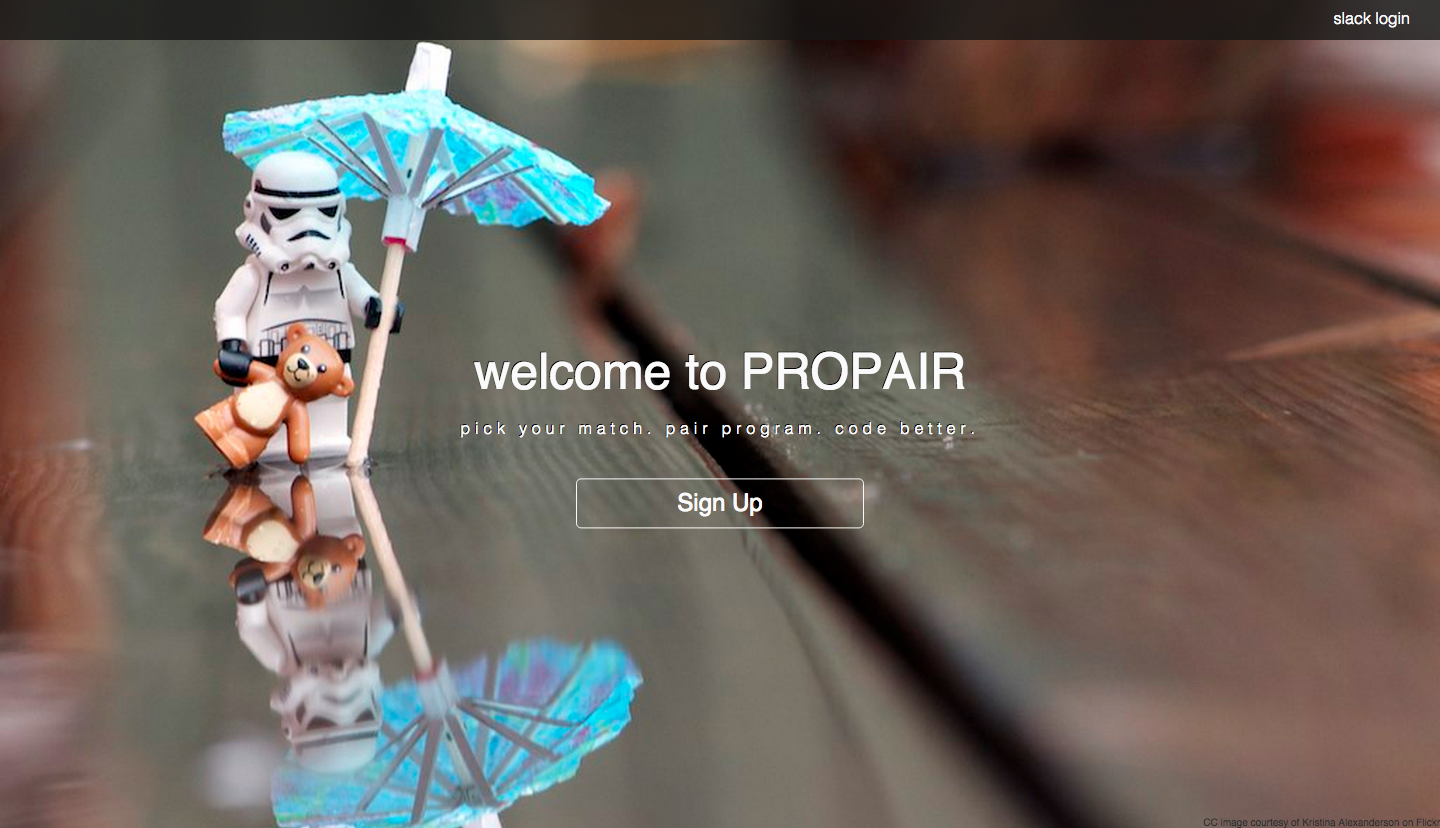 slack login
welcome to PROPAIR
pick your match. pair program. code better.
Sign Up
CC image courtesy of Kristina Alexanderson on Flickr